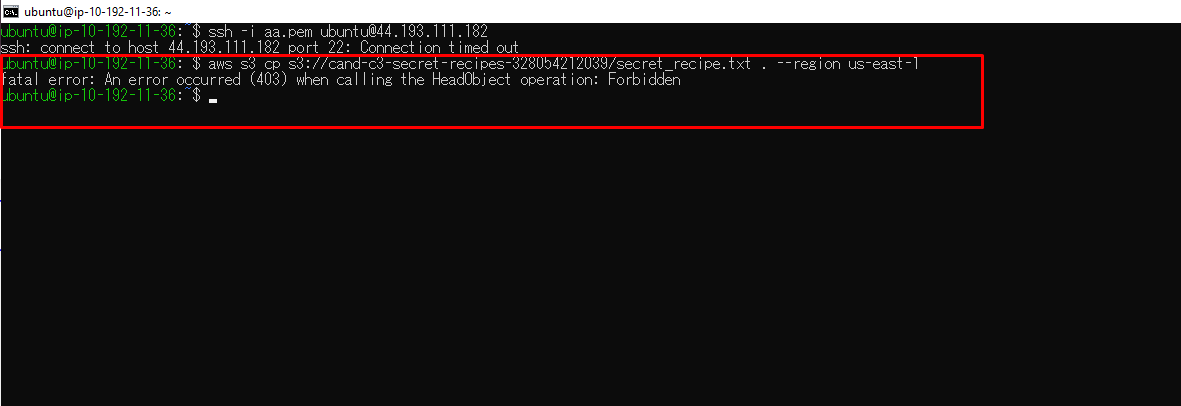 ubuntu@ip-10-192-11-36: ~
ubuntu@ip-10-192-11-36:~$ ssh -i aa.pem ubuntu@44.193.111.182
ssh: connect to host 44.193.111.182 port 22: Connection timed out
ubuntu@ip-10-192-11-36:~$ aws s3 cp s3://cand-c3-secret-recipes-328054212039/secret_recipe.txt . --region us-east-1
fatal error: An error occurred (403) when calling the HeadObject operation: Forbidden
ubuntu@ip-10-192-11-36:~$